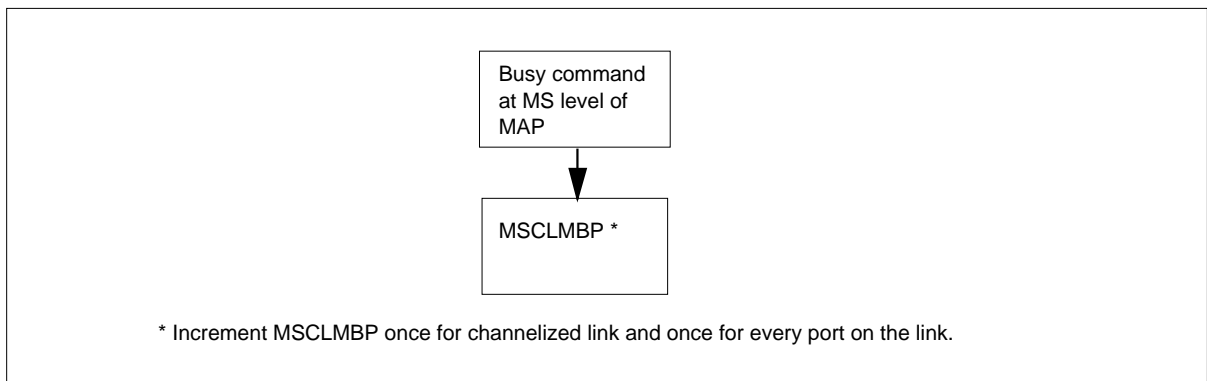 Busy command
at MS level of
MAP
MSCLMBP *
* Increment MSCLMBP once for channelized link and once for every port on the link.